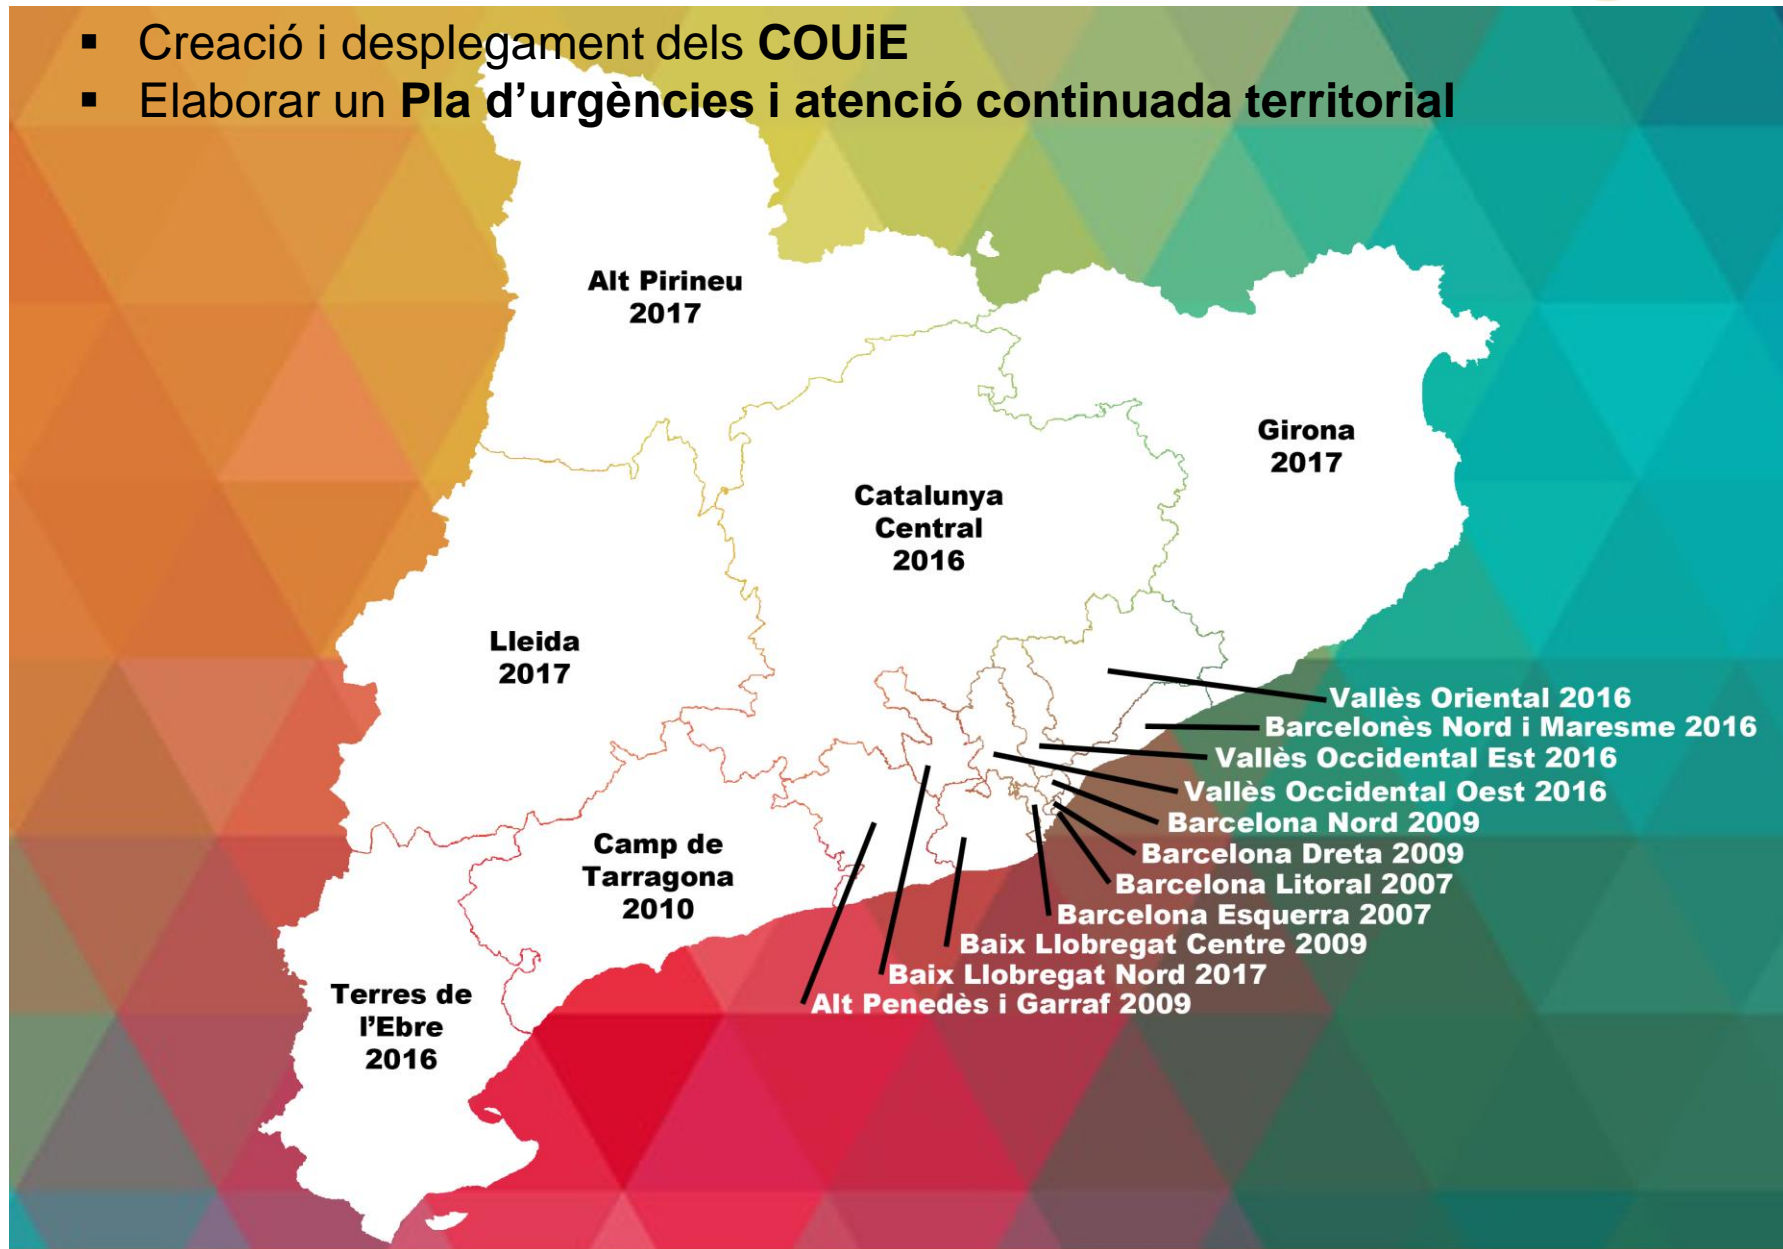 ▪ Creació i desplegament dels COUiE
▪ Elaborar un Pla d’urgències i atenció continuada territorial
Alt Pirineu
2017
Girona
2017
Catalunya
Central
2016
Lleida
2017
Vallès Oriental 2016
Barcelonès Nord i Maresme 2016
Vallès Occidental Est 2016
Vallès Occidental Oest 2016
Barcelona Nord 2009
Barcelona Dreta 2009
Barcelona Litoral 2007
Barcelona Esquerra 2007
Baix Llobregat Centre 2009
Baix Llobregat Nord 2017
Alt Penedès i Garraf 2009
Camp de
Tarragona
2010
Terres de
l’Ebre
2016